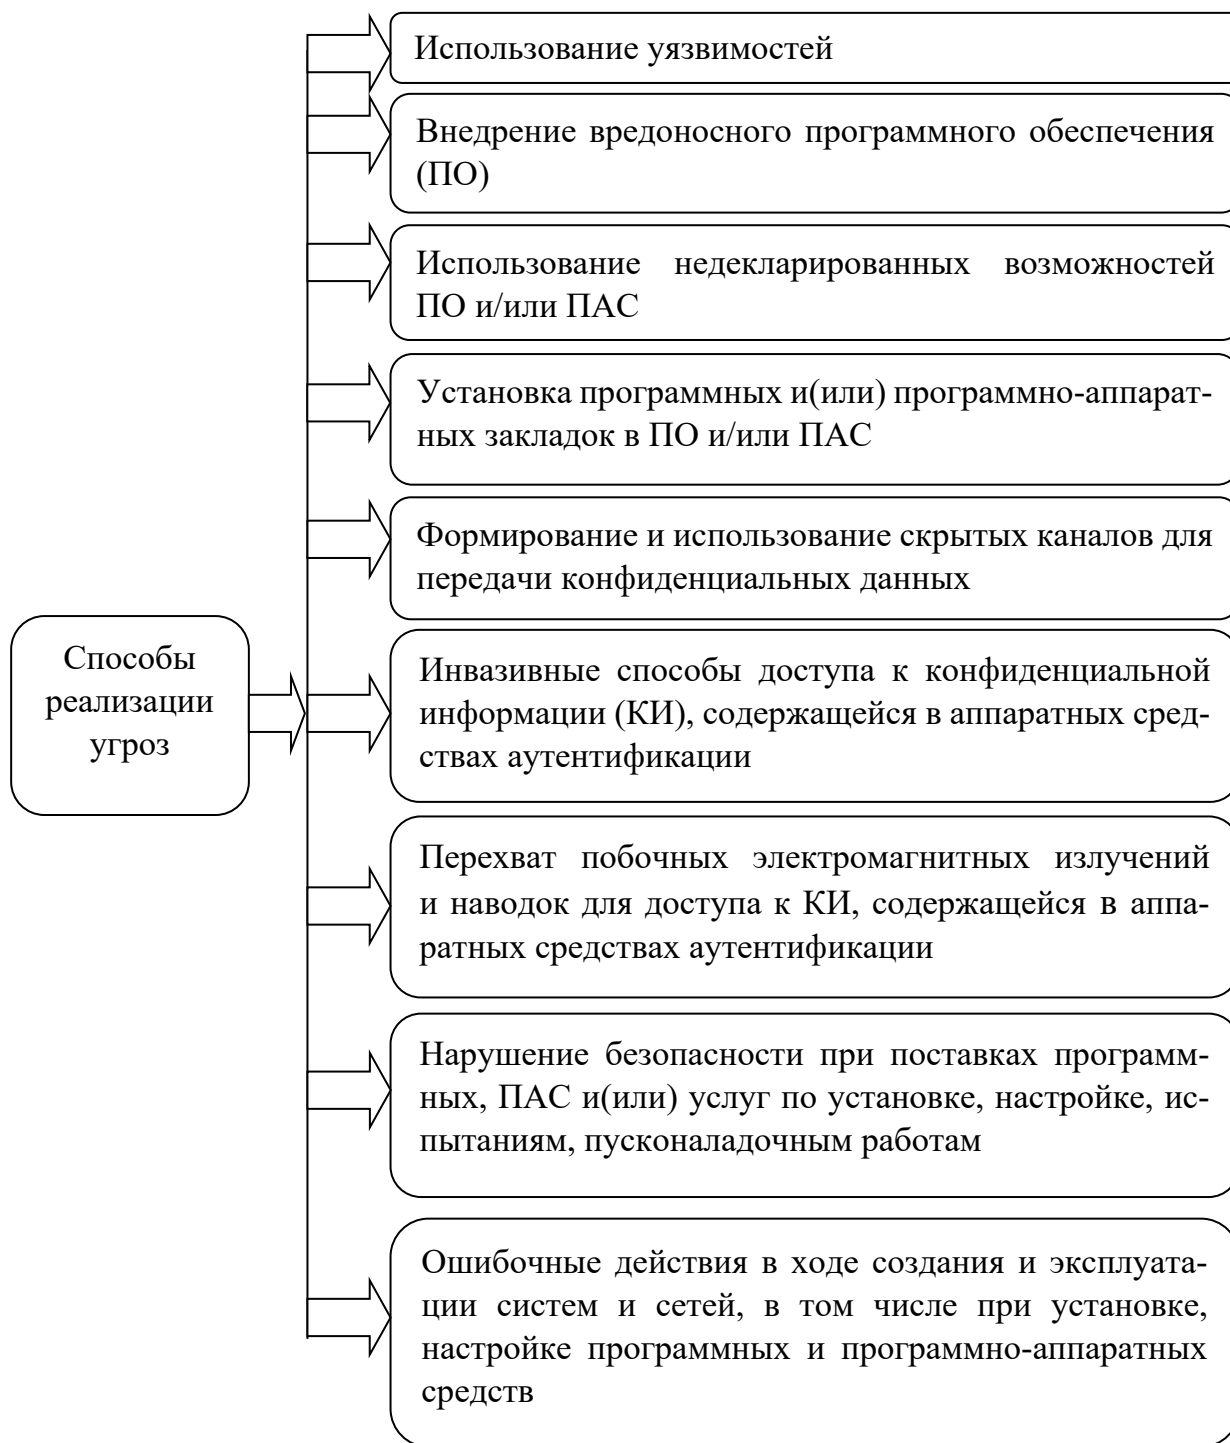 Использование уязвимостей
Внедрение вредоносного программного обеспечения
(ПО)
Использование недекларированных возможностей
ПО и/или ПАС
Установка программных и(или) программно-аппарат-
ных закладок в ПО и/или ПАС
Формирование и использование скрытых каналов для
передачи конфиденциальных данных
Способы
реализации
угроз
Инвазивные способы доступа к конфиденциальной
информации (КИ), содержащейся в аппаратных сред-
ствах аутентификации
Перехват побочных электромагнитных излучений
и наводок для доступа к КИ, содержащейся в аппа-
ратных средствах аутентификации
Нарушение безопасности при поставках программ-
ных, ПАС и(или) услуг по установке, настройке, ис-
пытаниям, пусконаладочным работам
Ошибочные действия в ходе создания и эксплуата-
ции систем и сетей, в том числе при установке,
настройке программных и программно-аппаратных
средств